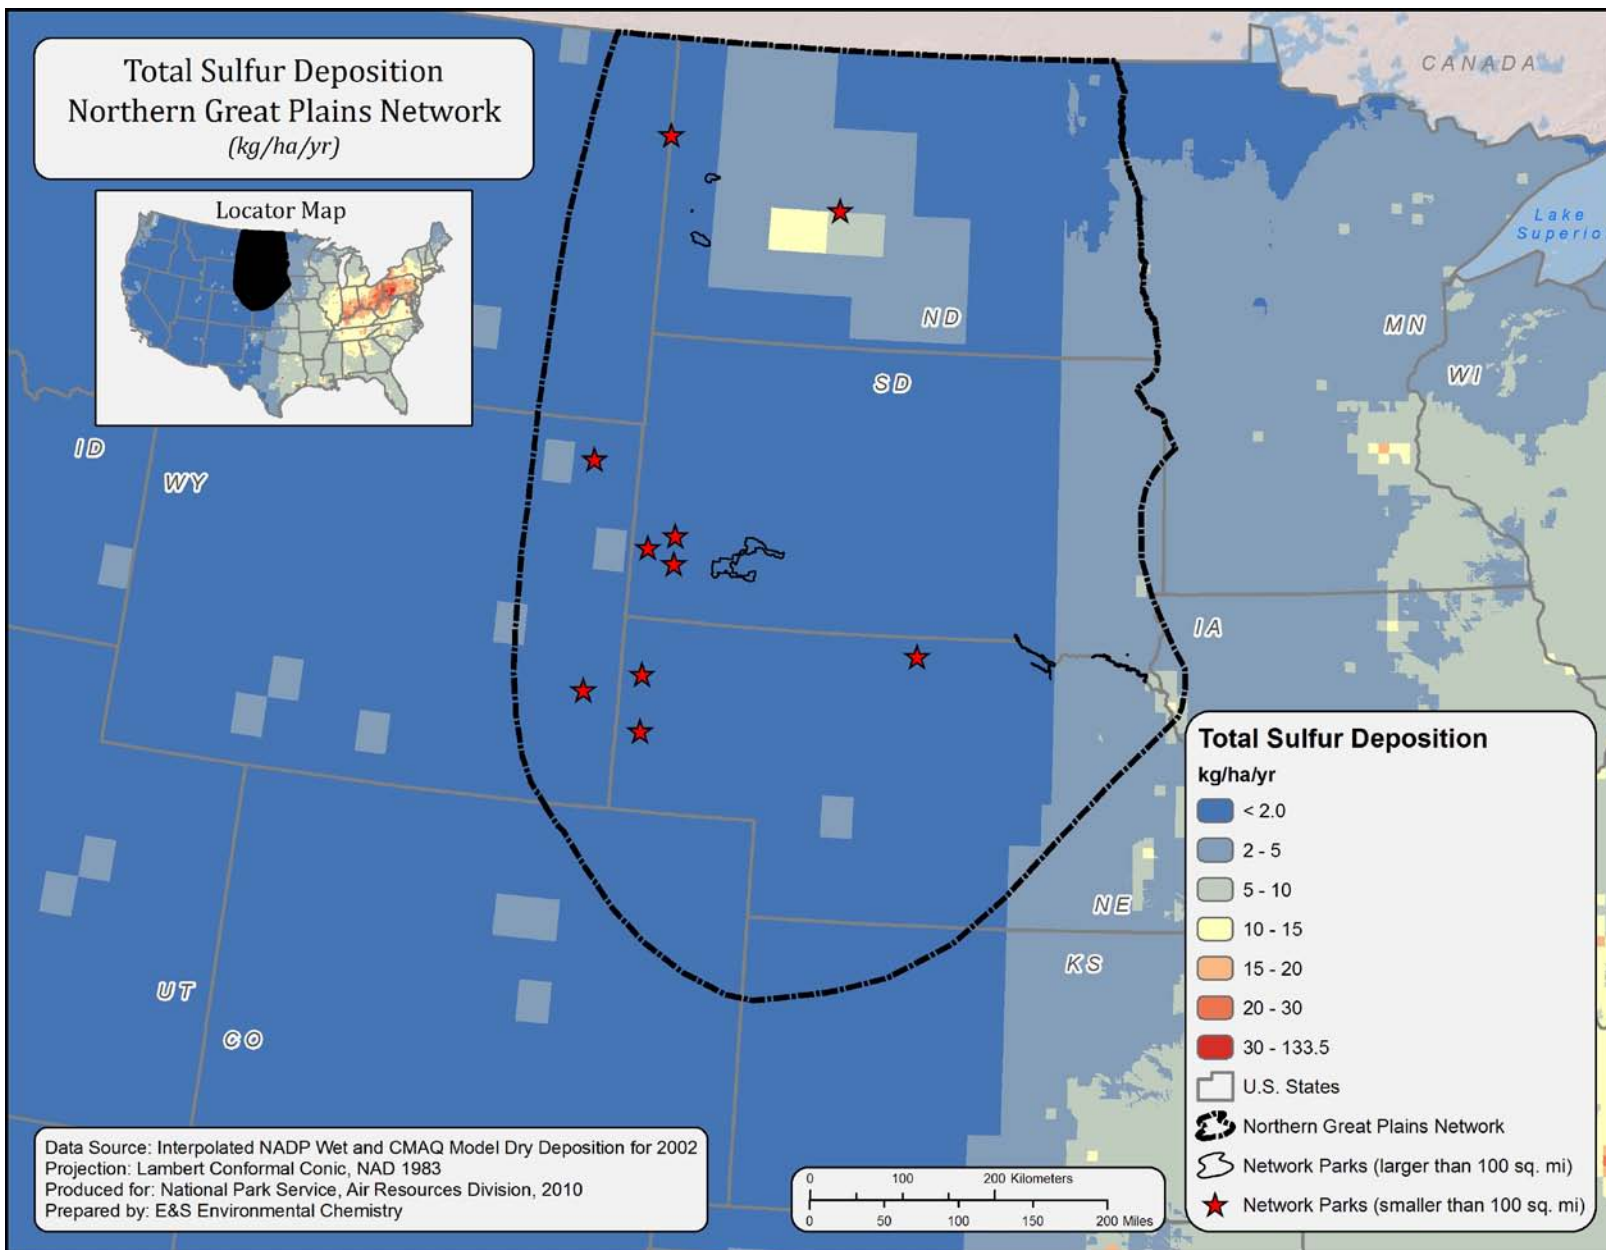 Total Sulfur Deposition
Northern Great Plains Network
(kg/ha/yr)
Locator Map
CANADA
Lake
Superio
ND
MN
WI
SD
ID
WY
IA
NE
KS
UT
CO
Total Sulfur Deposition
kg/ha/yr
< 2.0
2 - 5
5 - 10
10 - 15
15 - 20
20 - 30
30 - 133.5
U.S. States
Northern Great Plains Network
Network Parks (larger than 100 sq. mi)
Network Parks (smaller than 100 sq. mi)
Data Source: Interpolated NADP Wet and CMAQ Model Dry Deposition for 2002
Projection: Lambert Conformal Conic, NAD 1983
Produced for: National Park Service, Air Resources Division, 2010
Prepared by: E&S Environmental Chemistry
0 100 200 Kilometers
0 50 100 150 200 Miles